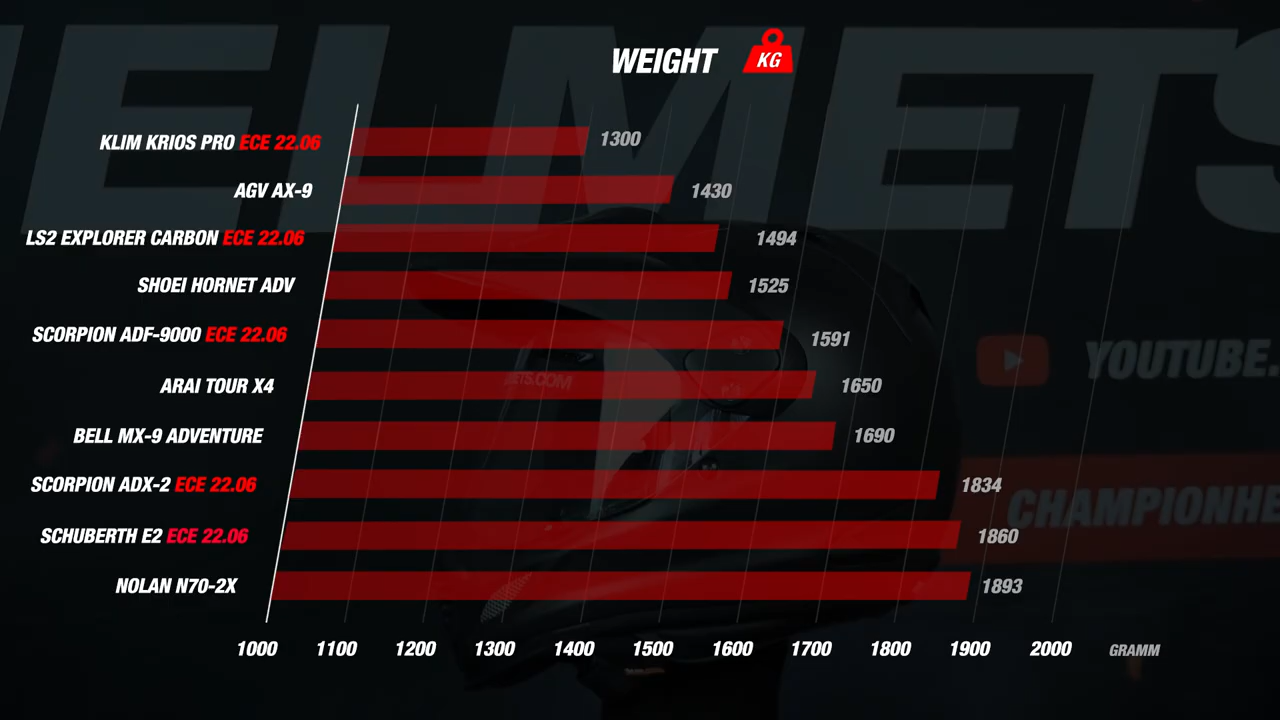 HELMETS
WEIGHT KG
KLIM KRIOS PRO ECE 22.06 1300
AGV AX-9 1430
LS2 EXPLORER CARBON ECE 22.06 1494
SHOEI HORNET ADV 1525
SCORPION ADF-9000 ECE 22.06 1591
YOUTUBE.
ARAI TOUR X4 1650
BELL MX-9 ADVENTURE 1690
SCORPION ADX-2 ECE 22.06 1834
CHAMPIONHE
SCHUBERTH E2 ECE 22.06 1860
NOLAN N70-2X 1893
1000 1100 1200 1300 1400 1500 1600 1700 1800 1900 2000 GRAMM